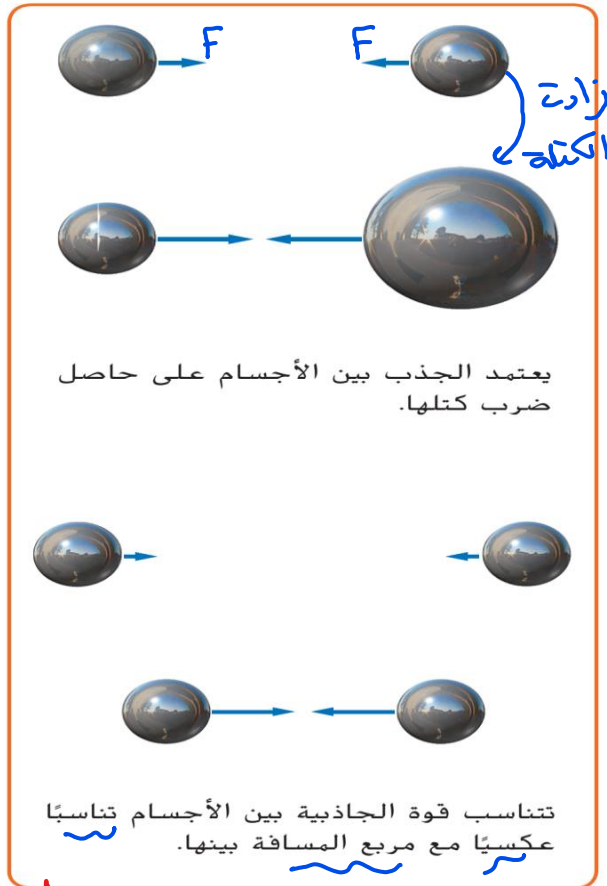 F F
زادت
الكتلة
يعتمد الجذب بين الأجسام على حاصل
ضرب كتلها.
تتناسب قوة الجاذبية بين الأجسام تناسبًا
عكسيًا مع مربع المسافة بينها.